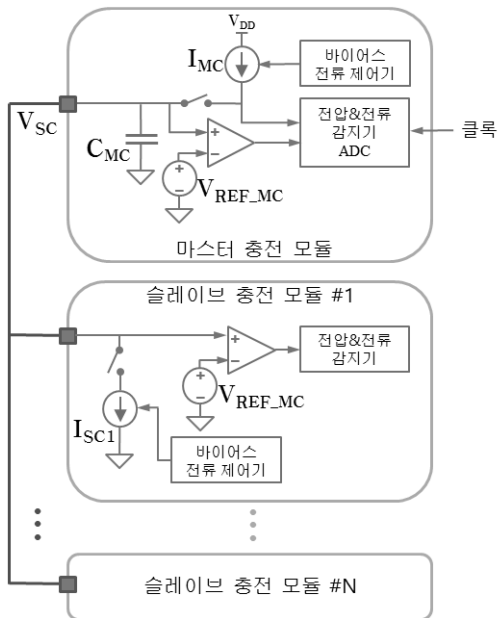 V_DD
I_MC
바이어스
전류 제어기
V_SC
C_MC
+
−
+
−
V_REF_MC
전압&전류
감지기
ADC
클록
마스터 충전 모듈
슬레이브 충전 모듈 #1
+
−
+
−
V_REF_MC
전압&전류
감지기
I_SC1
바이어스
전류 제어기
슬레이브 충전 모듈 #N